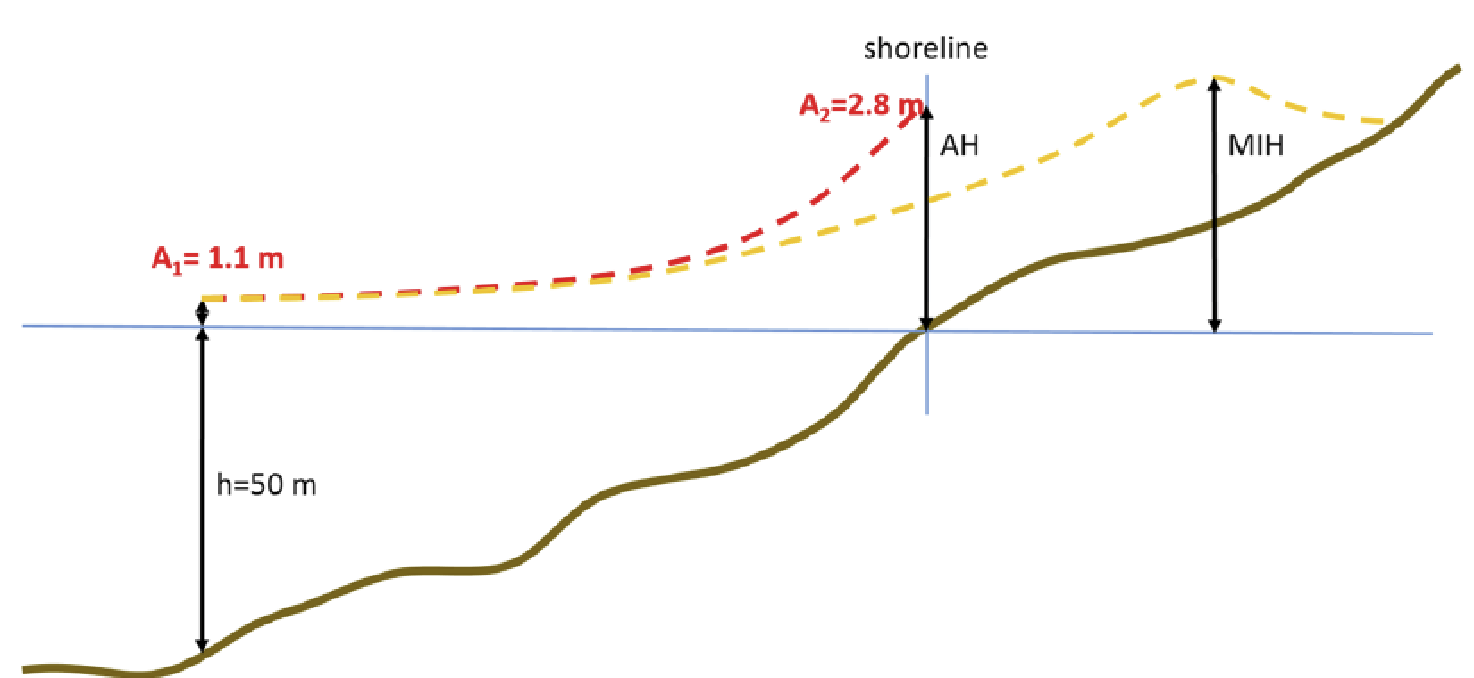 shoreline
A₂=2.8 m
AH
MIH
A₁= 1.1 m
h=50 m